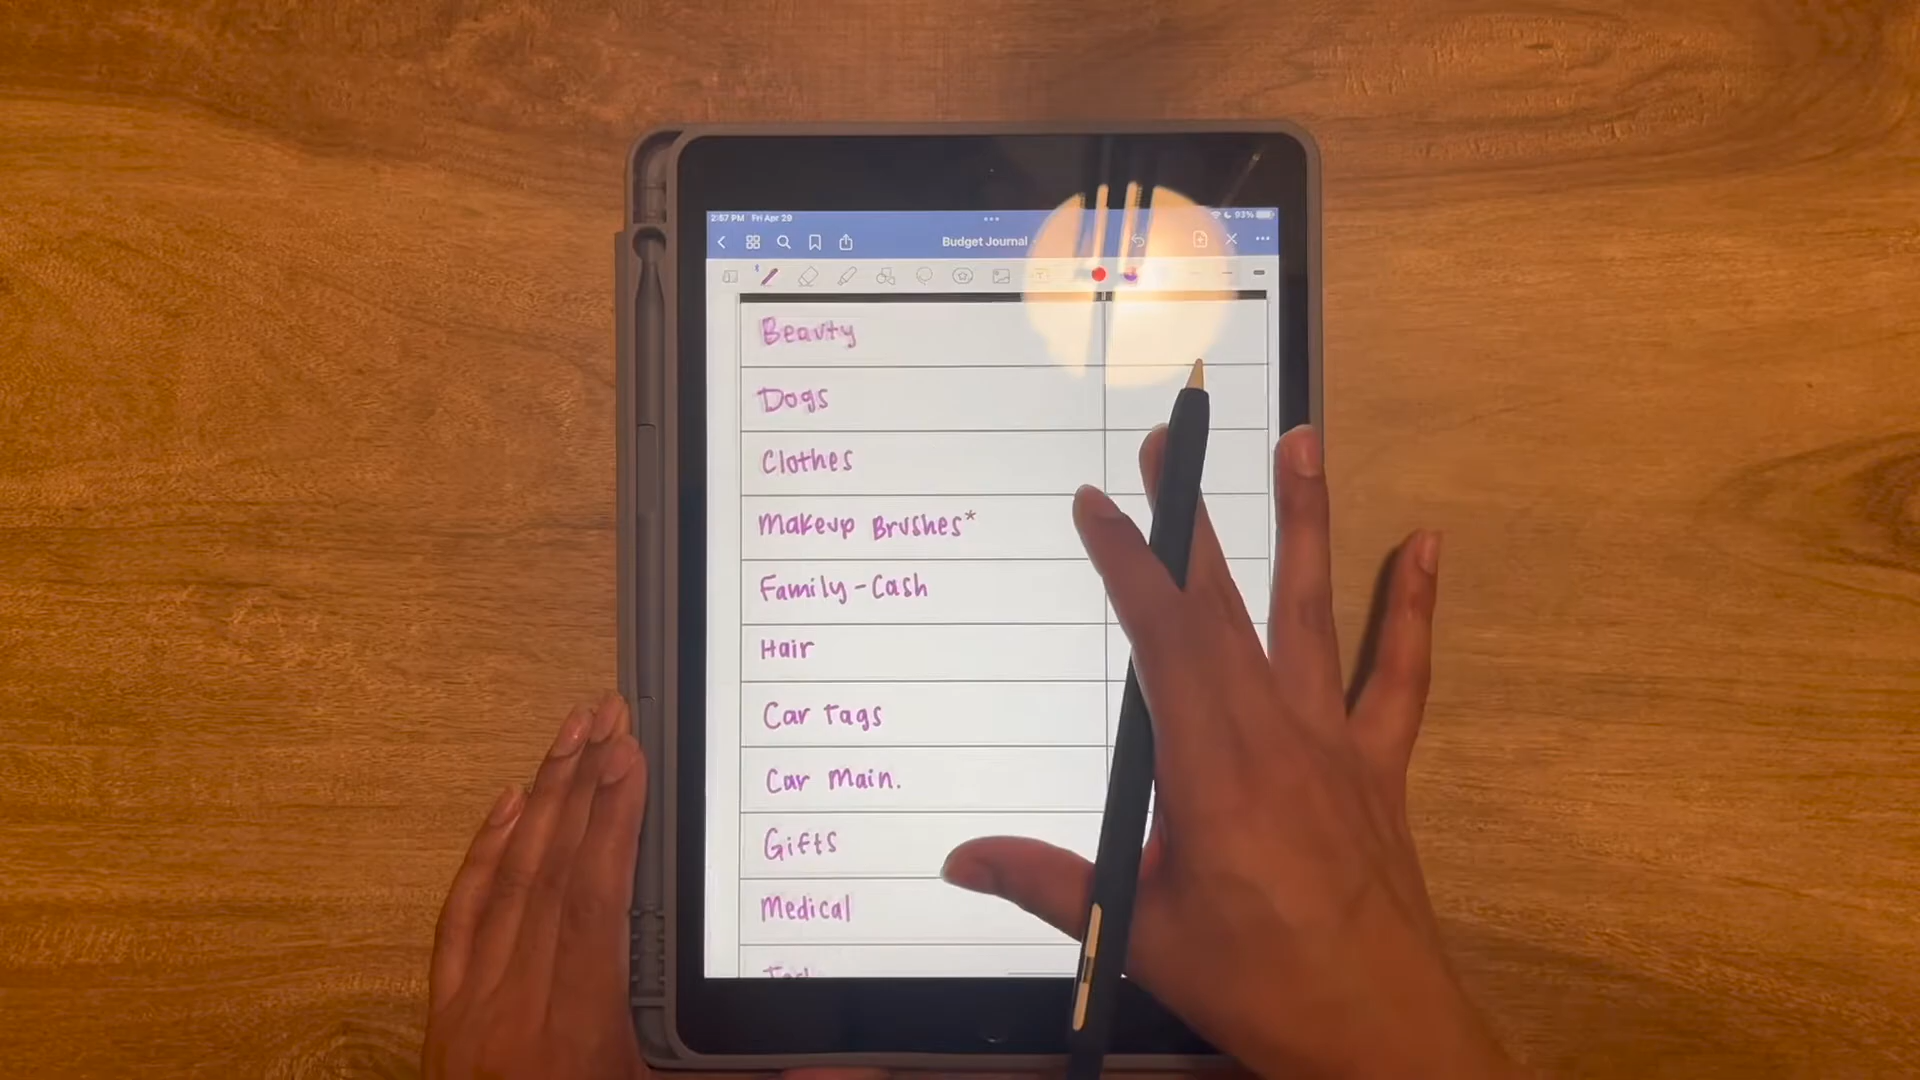 2:57 PM Fri Apr 29 93%
Budget Journal
Beauty
Dogs
Clothes
Makeup Brushes*
Family-Cash
Hair
Car Tags
Car Main.
Gifts
Medical